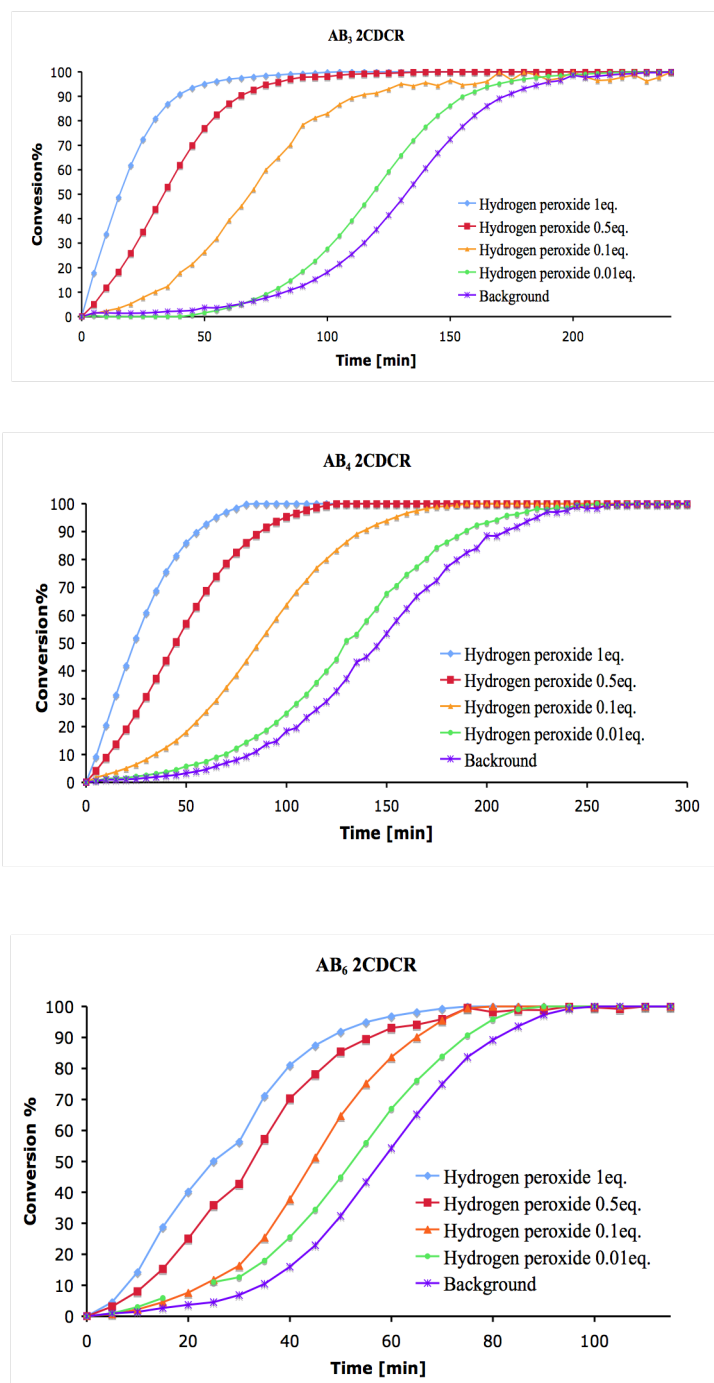 AB₃ 2CDCR
100
90
80
70
60
50
40
30
20
10
0
Convesion%
Hydrogen peroxide 1eq.
Hydrogen peroxide 0.5eq.
Hydrogen peroxide 0.1eq.
Hydrogen peroxide 0.01eq.
Background
0 50 100 150 200
Time [min]
AB₄ 2CDCR
100
90
80
70
60
50
40
30
20
10
0
Conversion%
Hydrogen peroxide 1eq.
Hydrogen peroxide 0.5eq.
Hydrogen peroxide 0.1eq.
Hydrogen peroxide 0.01eq.
Backround
0 50 100 150 200 250 300
Time [min]
AB₆ 2CDCR
100
90
80
70
60
50
40
30
20
10
0
Conversion %
Hydrogen peroxide 1eq.
Hydrogen peroxide 0.5eq.
Hydrogen peroxide 0.1eq.
Hydrogen peroxide 0.01eq.
Background
0 20 40 60 80 100
Time [min]